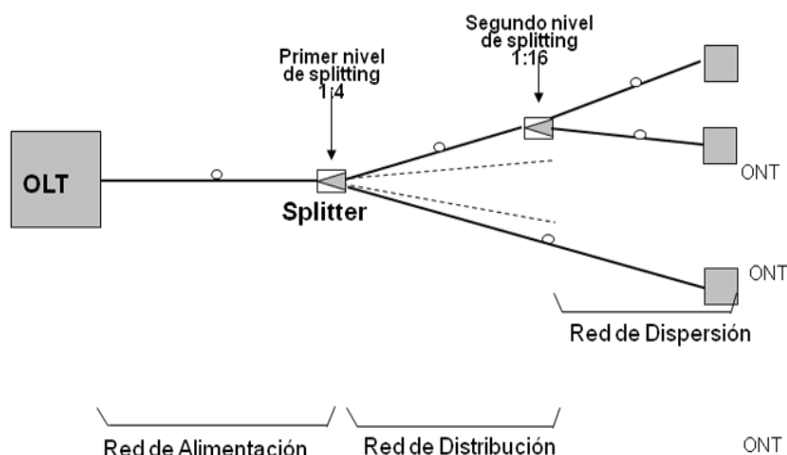 Segundo nivel
de splitting
1:16
Primer nivel
de splitting
1:4
OLT
Splitter
ONT
ONT
Red de Dispersión
Red de Alimentación
Red de Distribución
ONT